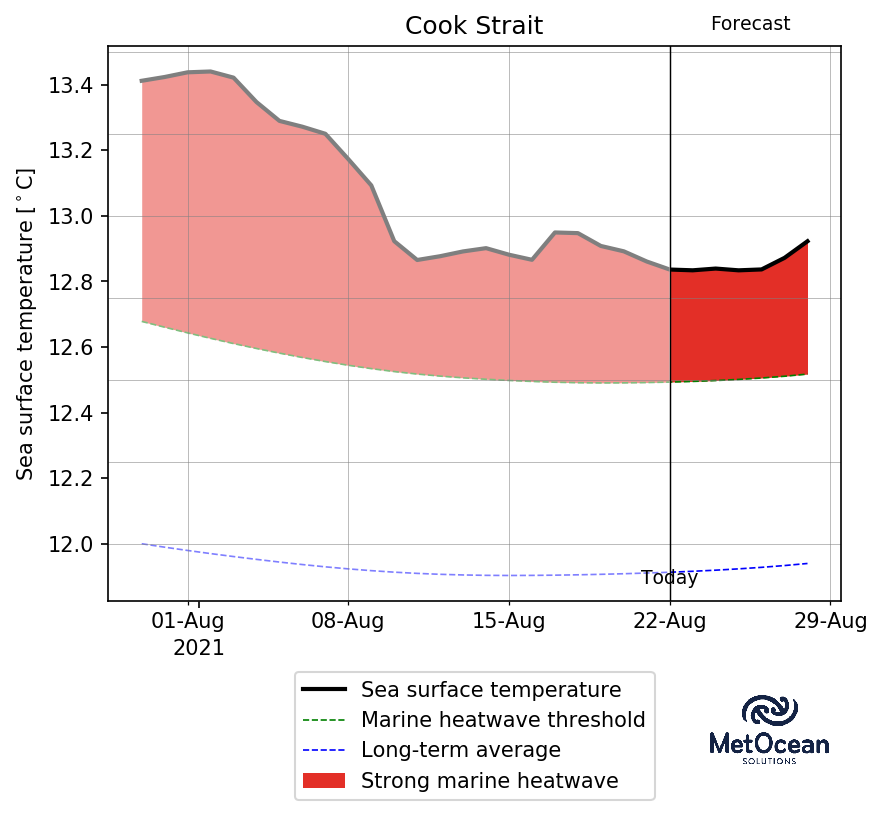 Cook Strait
Forecast
Sea surface temperature [°C]
13.4
13.2
13.0
12.8
12.6
12.4
12.2
12.0
Today
01-Aug
08-Aug
15-Aug
22-Aug
29-Aug
2021
Sea surface temperature
Marine heatwave threshold
Long-term average
Strong marine heatwave
MetOcean
SOLUTIONS